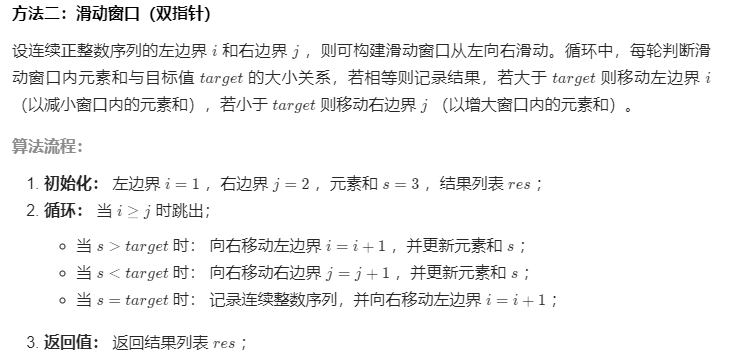 方法二：滑动窗口（双指针）
设连续正整数序列的左边界 i 和右边界 j ，则可构建滑动窗口从左向右滑动。循环中，每轮判断滑
动窗口内元素和与目标值 target 的大小关系，若相等则记录结果，若大于 target 则移动左边界 i
（以减小窗口内的元素和），若小于 target 则移动右边界 j （以增大窗口内的元素和）。
算法流程：
1. 初始化： 左边界 i = 1 ，右边界 j = 2 ，元素和 s = 3 ，结果列表 res ；
2. 循环： 当 i ≥ j 时跳出；
○ 当 s > target 时： 向右移动左边界 i = i + 1 ，并更新元素和 s ；
○ 当 s < target 时： 向右移动右边界 j = j + 1 ，并更新元素和 s ；
○ 当 s = target 时： 记录连续整数序列，并向右移动左边界 i = i + 1 ；
3. 返回值： 返回结果列表 res ；